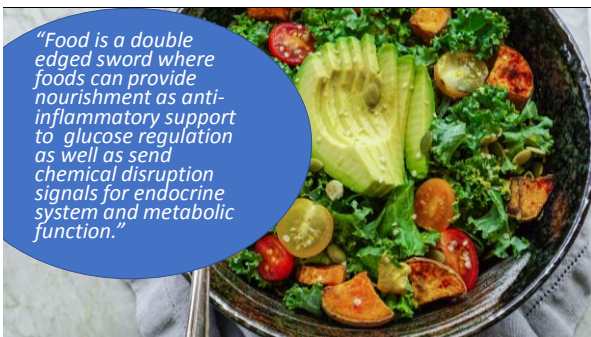 “Food is a double
edged sword where
foods can provide
nourishment as anti-
inflammatory support
to  glucose regulation
as well as send
chemical disruption
signals for endocrine
system and metabolic
function.”